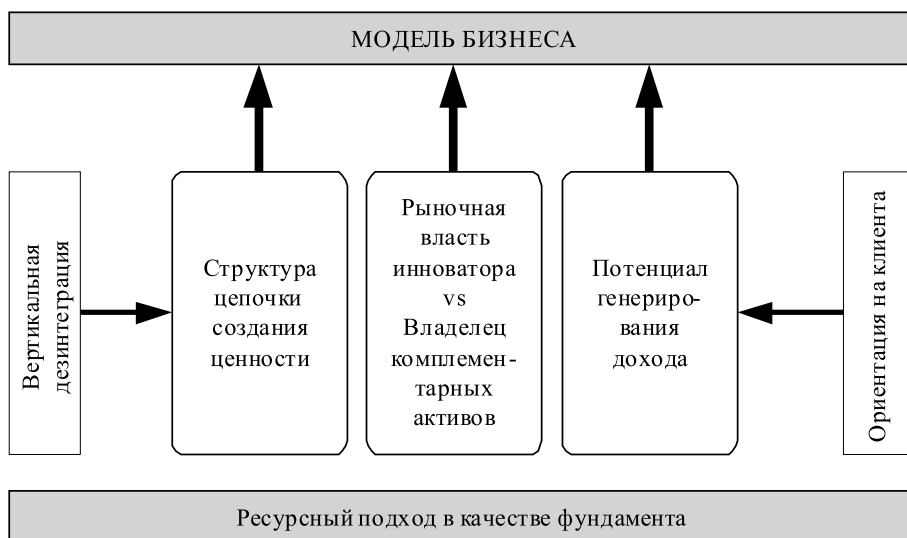 МОДЕЛЬ БИЗНЕСА
Вертикальная
дезинтеграция
Структура
цепочки
создания
ценности
Рыночная
власть
инноватора
vs
Владелец
комплемен-
тарных
активов
Потенциал
генериро-
вания
дохода
Ориентация на клиента
Ресурсный подход в качестве фундамента